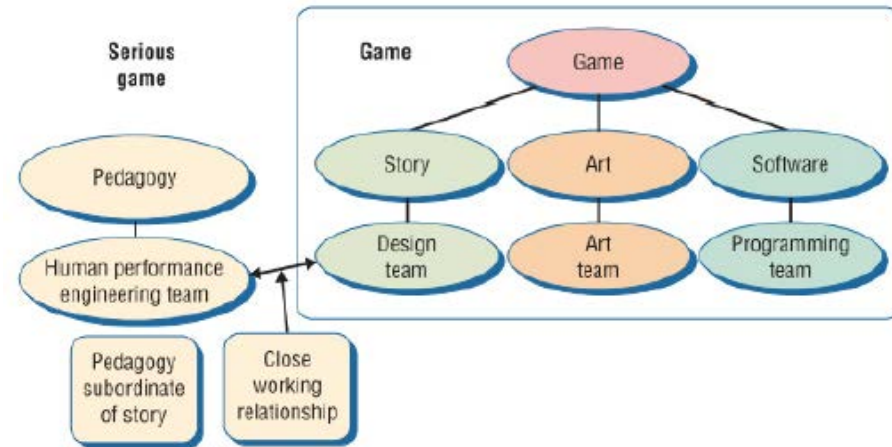 Serious
game
Game
Game
Story
Art
Software
Pedagogy
Design
team
Art
team
Programming
team
Human performance
engineering team
Pedagogy
subordinate
of story
Close
working
relationship